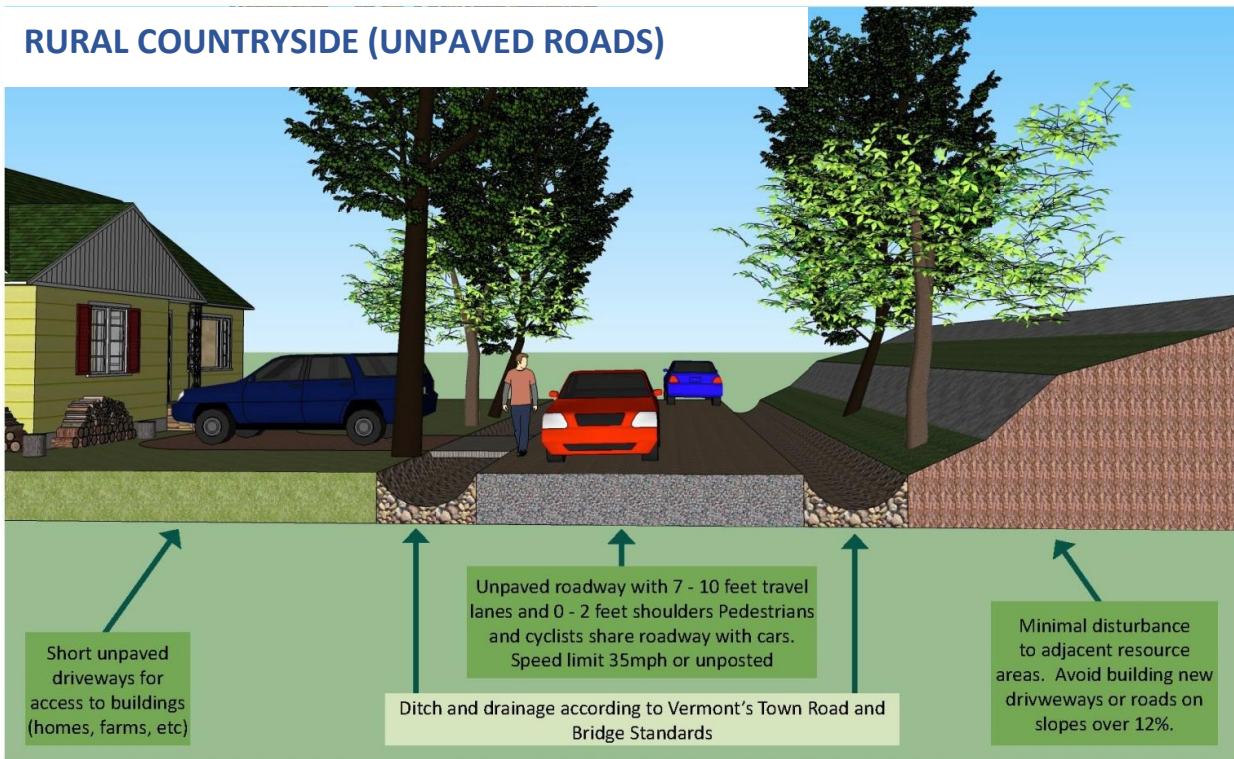 RURAL COUNTRYSIDE (UNPAVED ROADS)
Short unpaved
driveways for
access to buildings
(homes, farms, etc)
Unpaved roadway with 7 - 10 feet travel
lanes and 0 - 2 feet shoulders Pedestrians
and cyclists share roadway with cars.
Speed limit 35mph or unposted
Ditch and drainage according to Vermont's Town Road and
Bridge Standards
Minimal disturbance
to adjacent resource
areas. Avoid building new
drivweways or roads on
slopes over 12%.